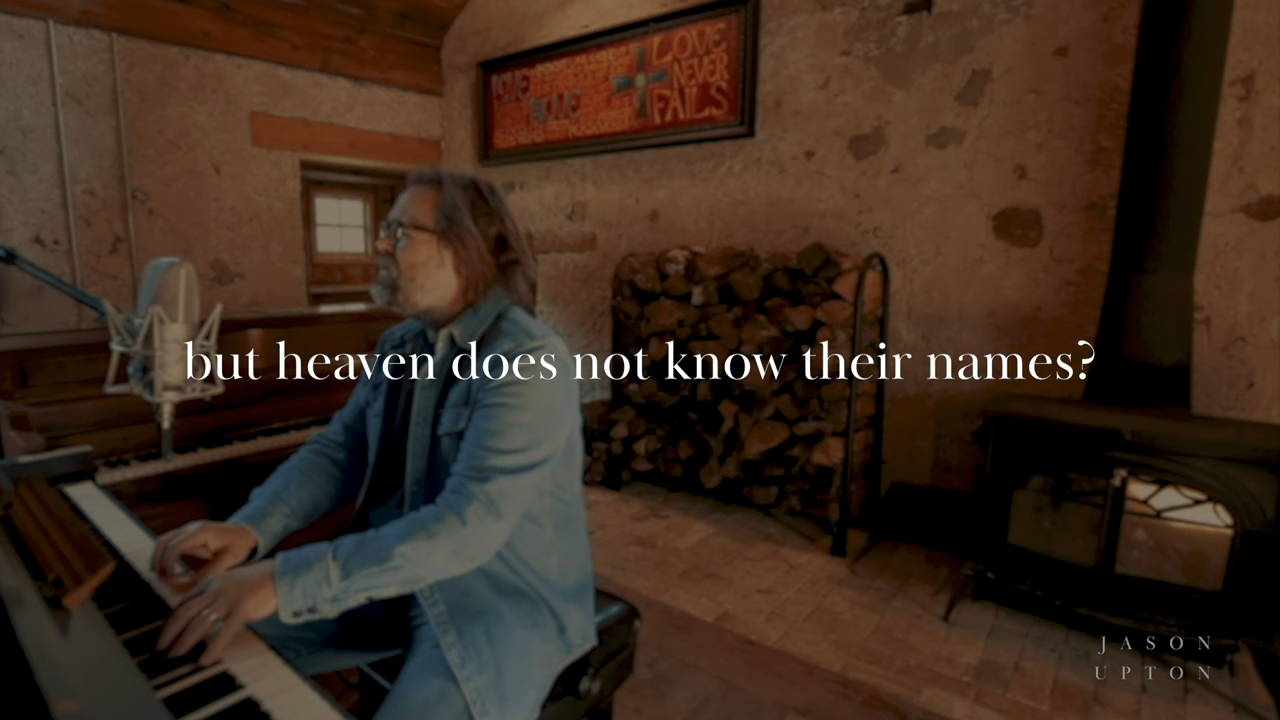 LOVE
NEVER
FAILS
but heaven does not know their names?
JASON
UPTON